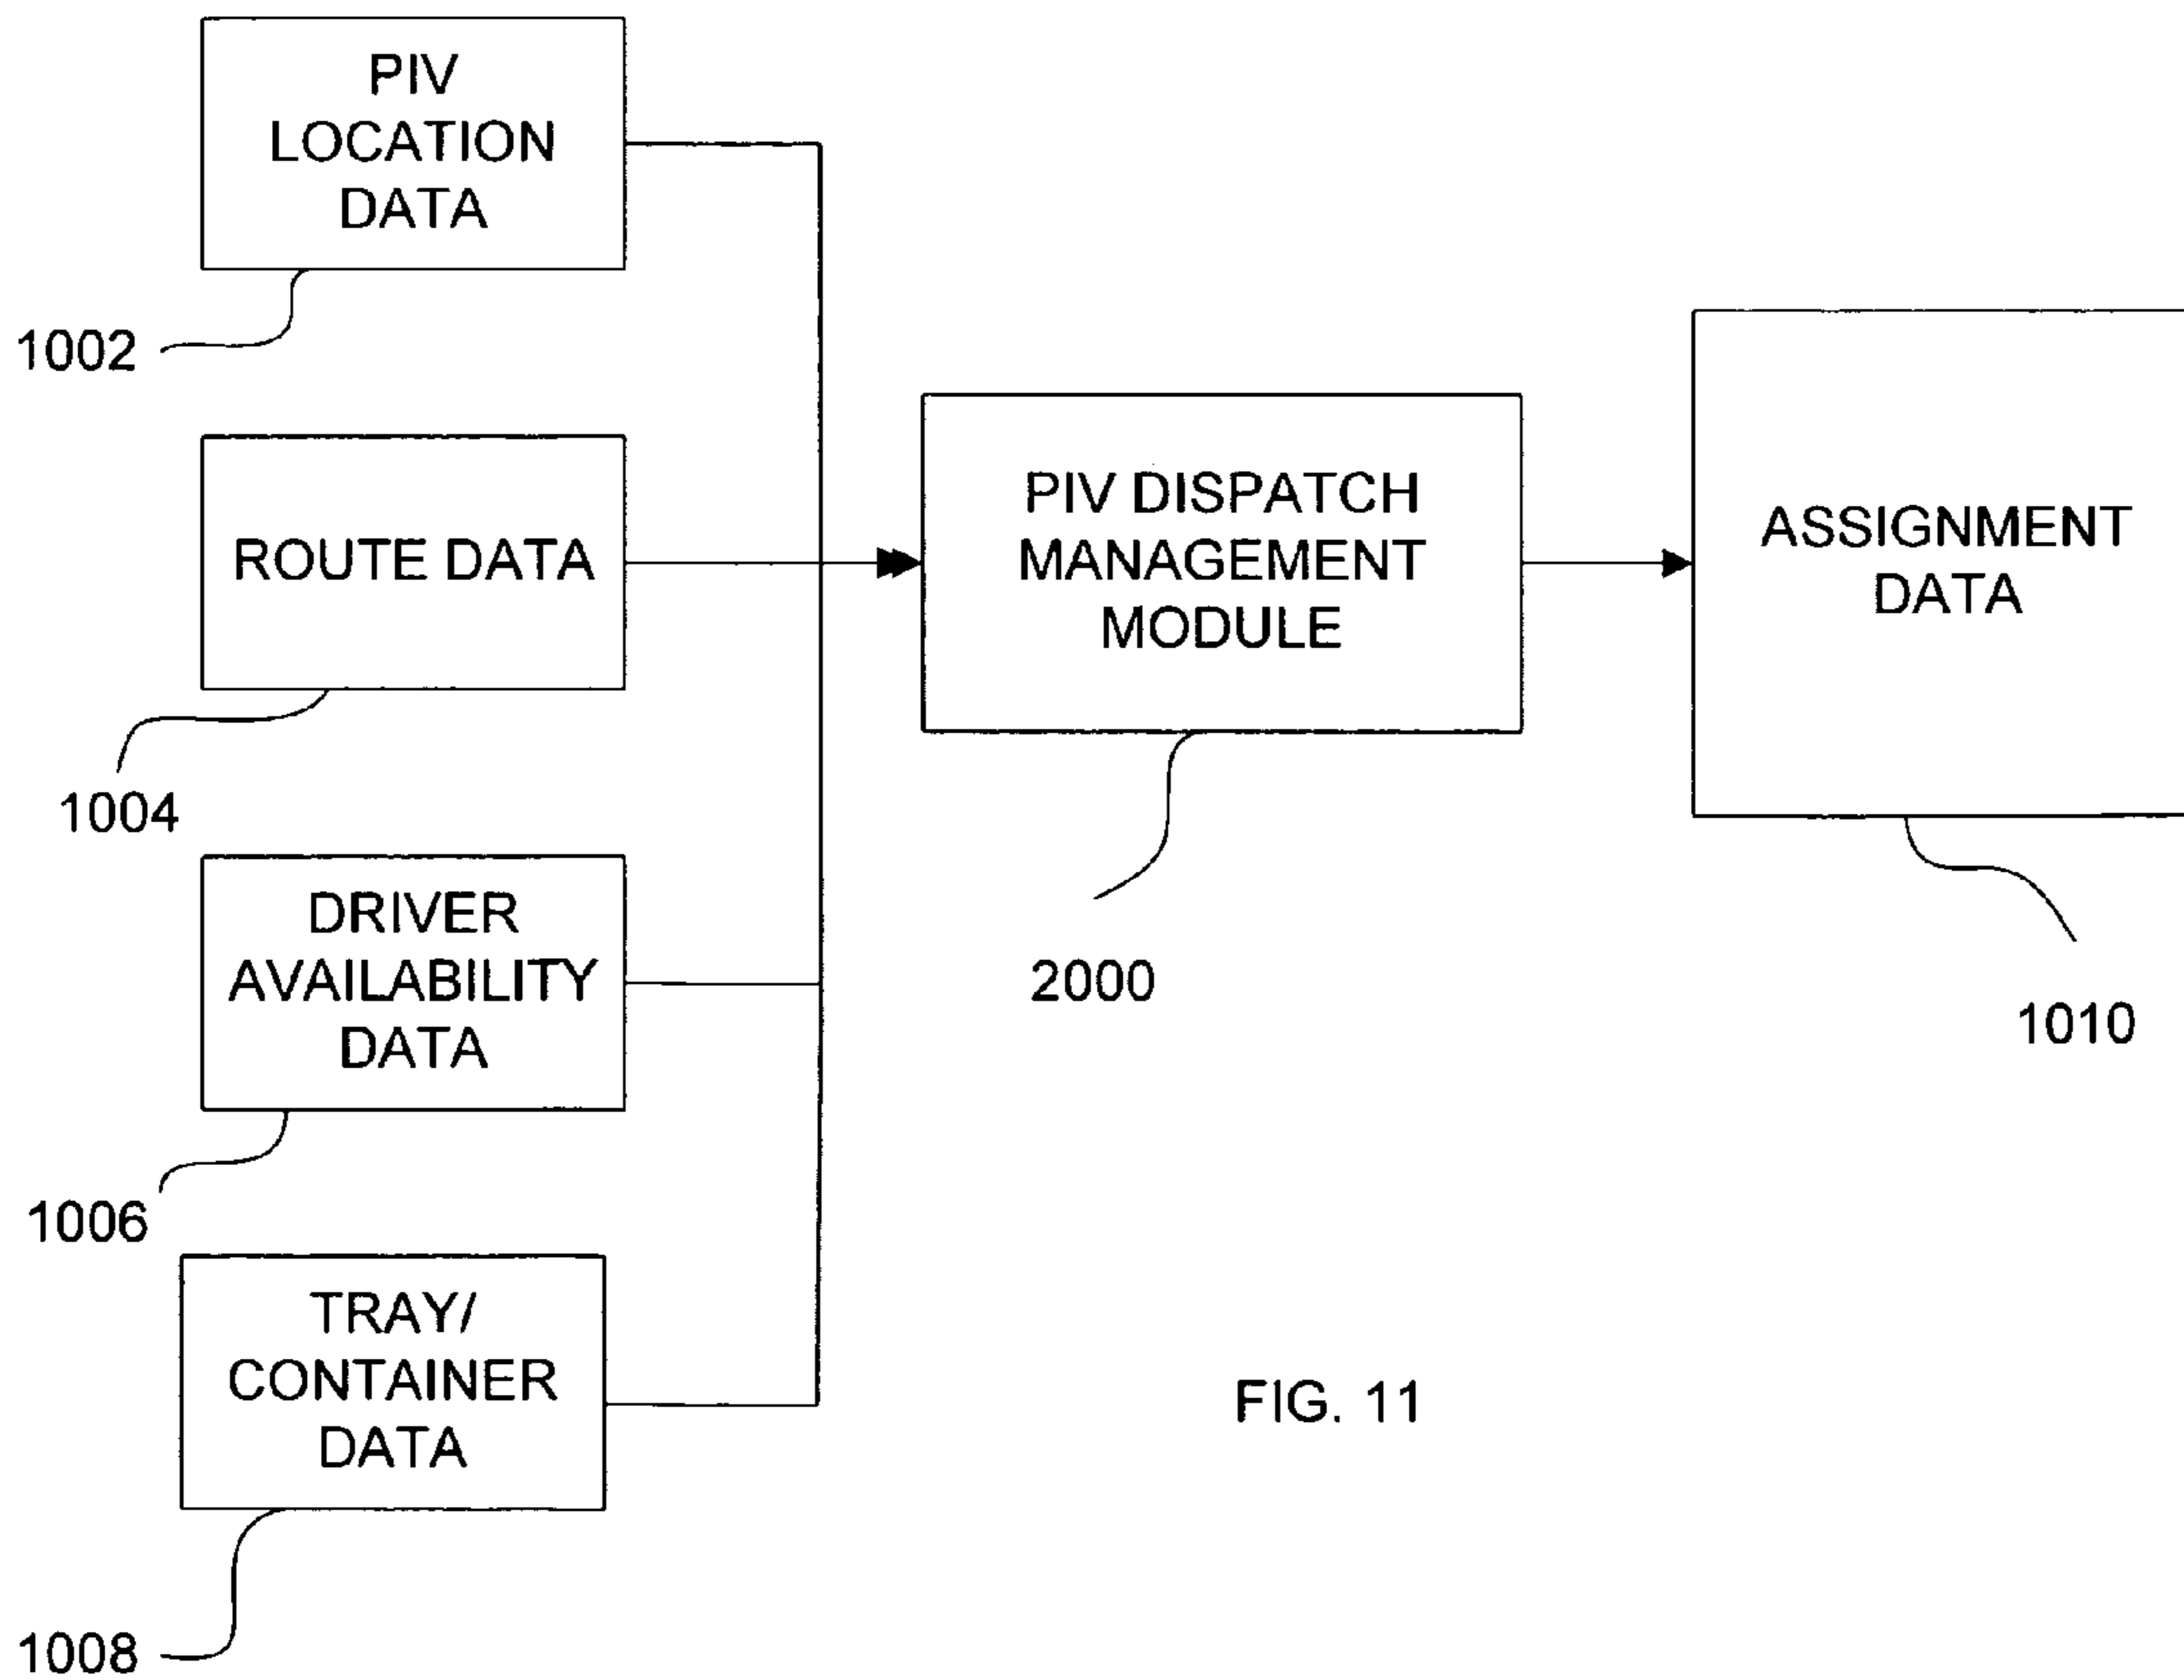 PIV
LOCATION
DATA
1002
ROUTE DATA
1004
DRIVER
AVAILABILITY
DATA
1006
TRAY/
CONTAINER
DATA
1008
PIV DISPATCH
MANAGEMENT
MODULE
2000
ASSIGNMENT
DATA
1010
FIG. 11